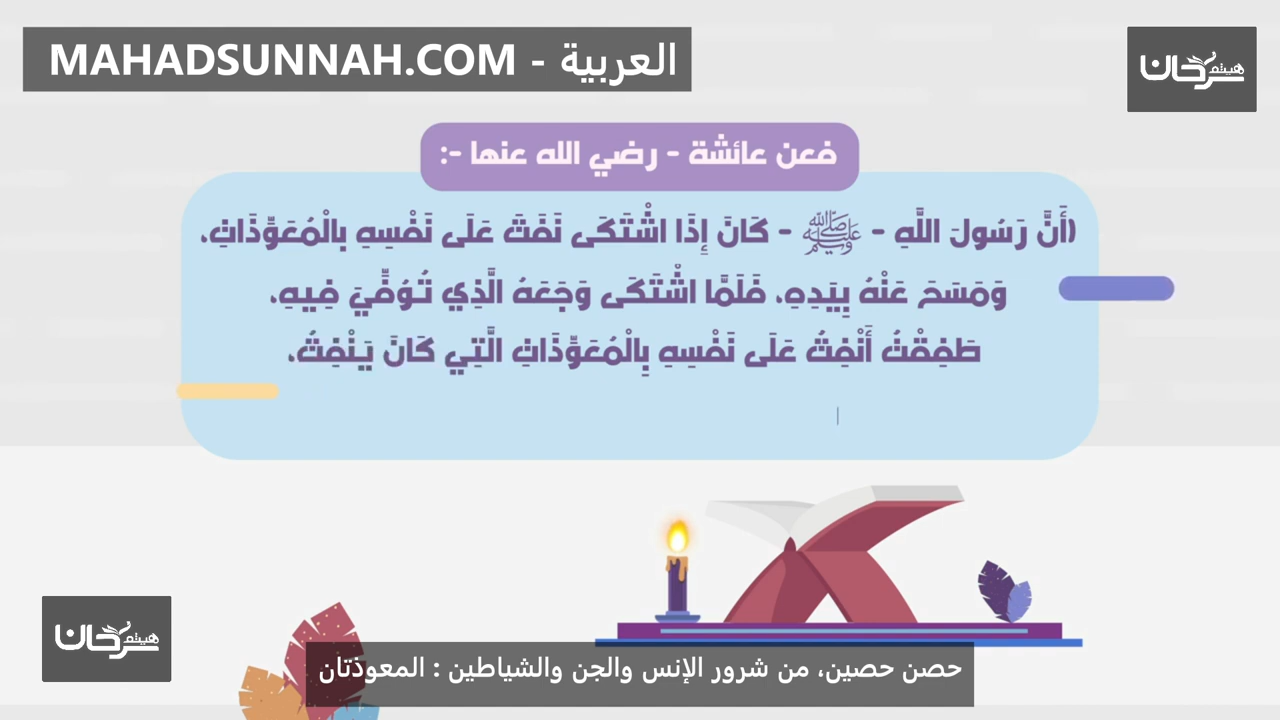 MAHADSUNNAH.COM - العربية
هيثم سرحان
فعن عائشة - رضي الله عنها -:
(أَنَّ رَسُولَ اللَّهِ - ﷺ - كَانَ إِذَا اشْتَكَى نَفَثَ عَلَى نَفْسِهِ بِالْمُعَوِّذَاتِ،
وَمَسَحَ عَنْهُ بِيَدِهِ، فَلَمَّا اشْتَكَى وَجَعَهُ الَّذِي تُوُفِّيَ فِيهِ،
طَفِقْتُ أَنْفِثُ عَلَى نَفْسِهِ بِالْمُعَوِّذَاتِ الَّتِي كَانَ يَنْفِثُ،
هيثم سرحان
حصن حصين، من شرور الإنس والجن والشياطين : المعوذتان